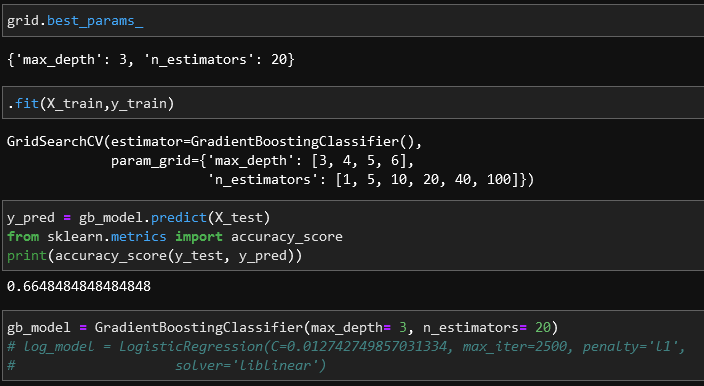 grid.best_params_
{'max_depth': 3, 'n_estimators': 20}
.fit(X_train,y_train)
GridSearchCV(estimator=GradientBoostingClassifier(),
             param_grid={'max_depth': [3, 4, 5, 6],
                         'n_estimators': [1, 5, 10, 20, 40, 100]})
y_pred = gb_model.predict(X_test)
from sklearn.metrics import accuracy_score
print(accuracy_score(y_test, y_pred))
0.6648484848484848
gb_model = GradientBoostingClassifier(max_depth= 3, n_estimators= 20)
# log_model = LogisticRegression(C=0.012742749857031334, max_iter=2500, penalty='l1',
#                    solver='liblinear')